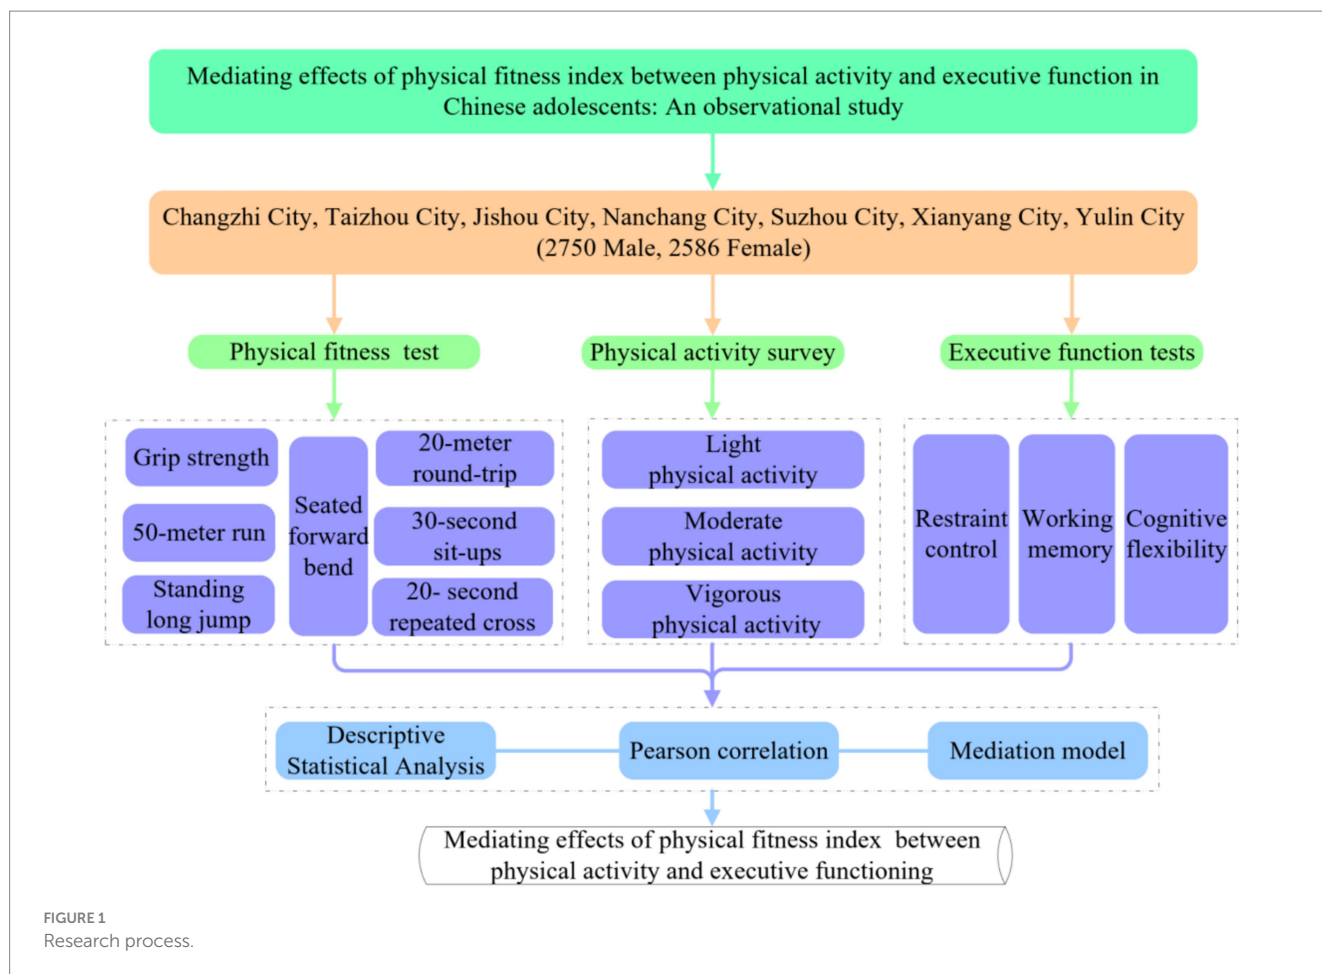 Mediating effects of physical fitness index between physical activity and executive function in
Chinese adolescents: An observational study
Changzhi City, Taizhou City, Jishou City, Nanchang City, Suzhou City, Xianyang City, Yulin City
(2750 Male, 2586 Female)
Physical fitness test
Physical activity survey
Executive function tests
Grip strength
50-meter run
Standing
long jump
Seated
forward
bend
20-meter
round-trip
30-second
sit-ups
20- second
repeated cross
Light
physical activity
Moderate
physical activity
Vigorous
physical activity
Restraint
control
Working
memory
Cognitive
flexibility
Descriptive
Statistical Analysis
Pearson correlation
Mediation model
Mediating effects of physical fitness index between
physical activity and executive functioning
FIGURE 1
Research process.